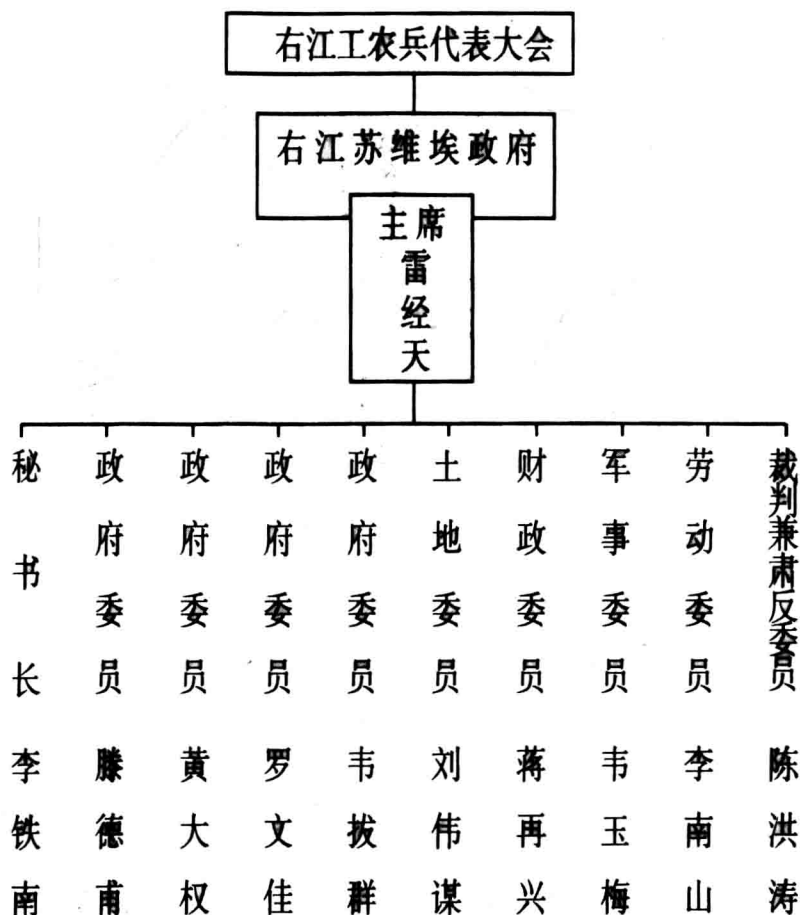 右江工农兵代表大会
右江苏维埃政府
主席
雷经天
秘书长 李铁南
政府委员 滕德甫
政府委员 黄大权
政府委员 罗文佳
政府委员 韦拔群
土地委员 刘伟谋
财政委员 蒋再兴
军事委员 韦玉梅
劳动委员 李南山
裁判兼肃反委员 陈洪涛